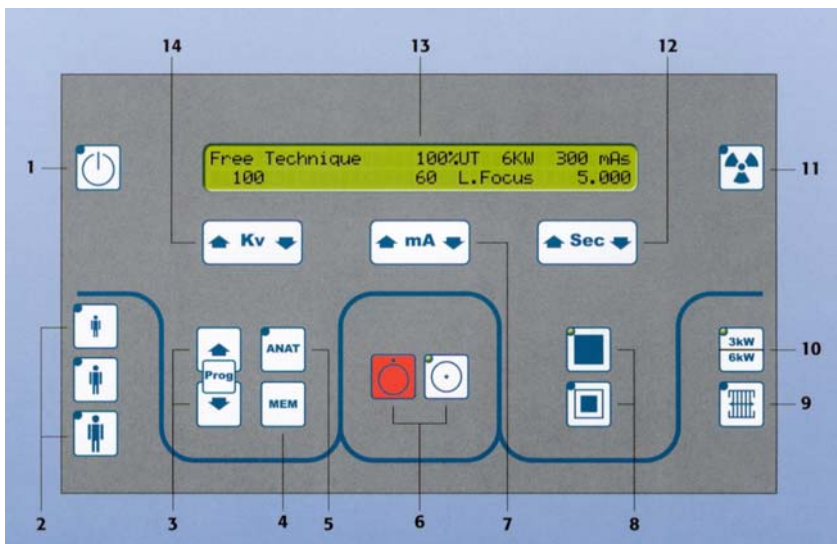 14 13 12
1
Free Technique 100%UT 6KW 300 mAs
100 60 L.Focus 5.000
11
Kv mA Sec
Prog
ANAT
MEM
3kW
6kW
10
9
2 3 4 5 6 7 8